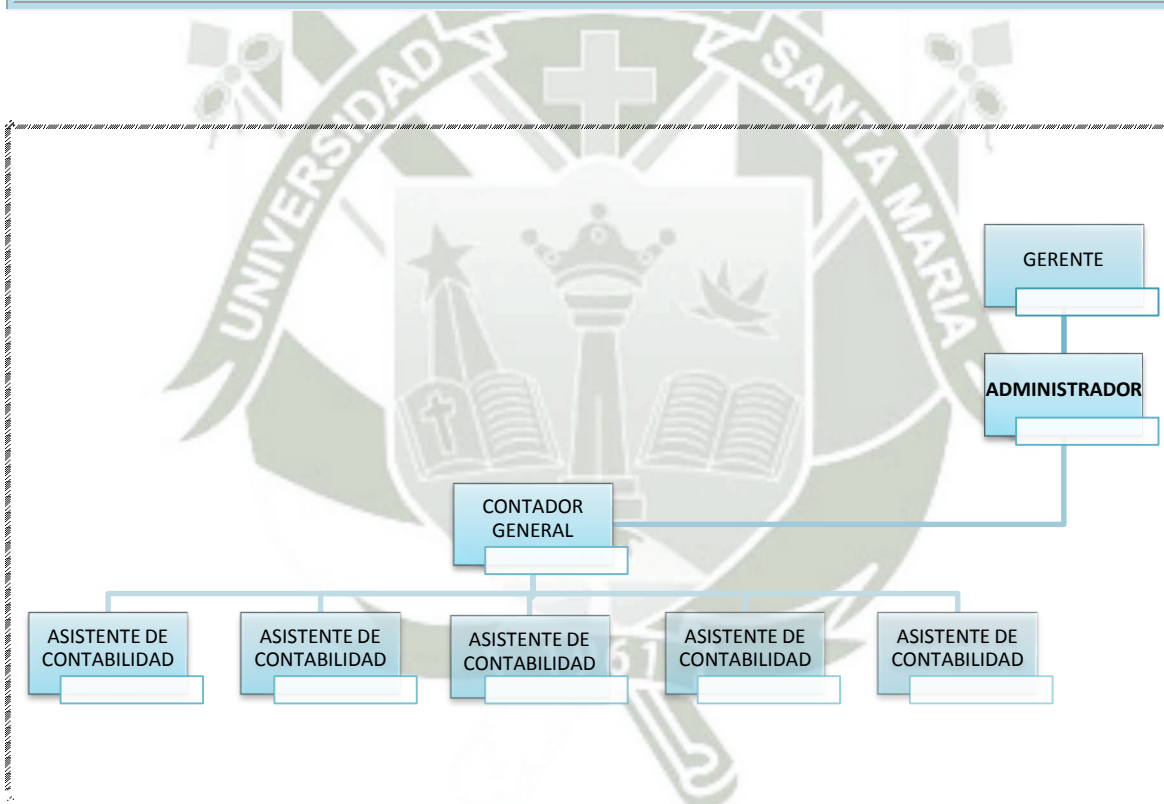 UNIVERSIDAD
SANTA MARIA
GERENTE
ADMINISTRADOR
CONTADOR
GENERAL
ASISTENTE DE
CONTABILIDAD
ASISTENTE DE
CONTABILIDAD
ASISTENTE DE
CONTABILIDAD
ASISTENTE DE
CONTABILIDAD
ASISTENTE DE
CONTABILIDAD
61